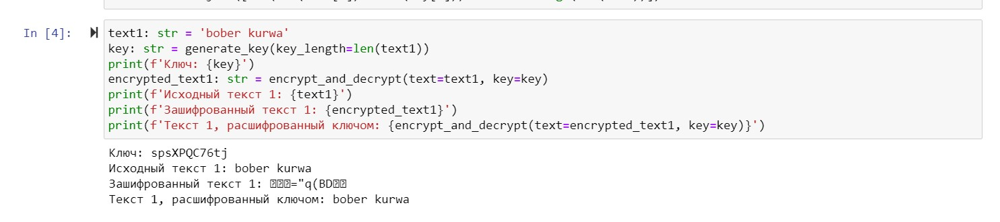 In [4]:
text1: str = 'bober kurwa'
key: str = generate_key(key_length=len(text1))
print(f'Ключ: {key}')
encrypted_text1: str = encrypt_and_decrypt(text=text1, key=key)
print(f'Исходный текст 1: {text1}')
print(f'Зашифрованный текст 1: {encrypted_text1}')
print(f'Текст 1, расшифрованный ключом: {encrypt_and_decrypt(text=encrypted_text1, key=key)}')
Ключ: spsXPQC76tj
Исходный текст 1: bober kurwa
Зашифрованный текст 1: ="q(BD
Текст 1, расшифрованный ключом: bober kurwa